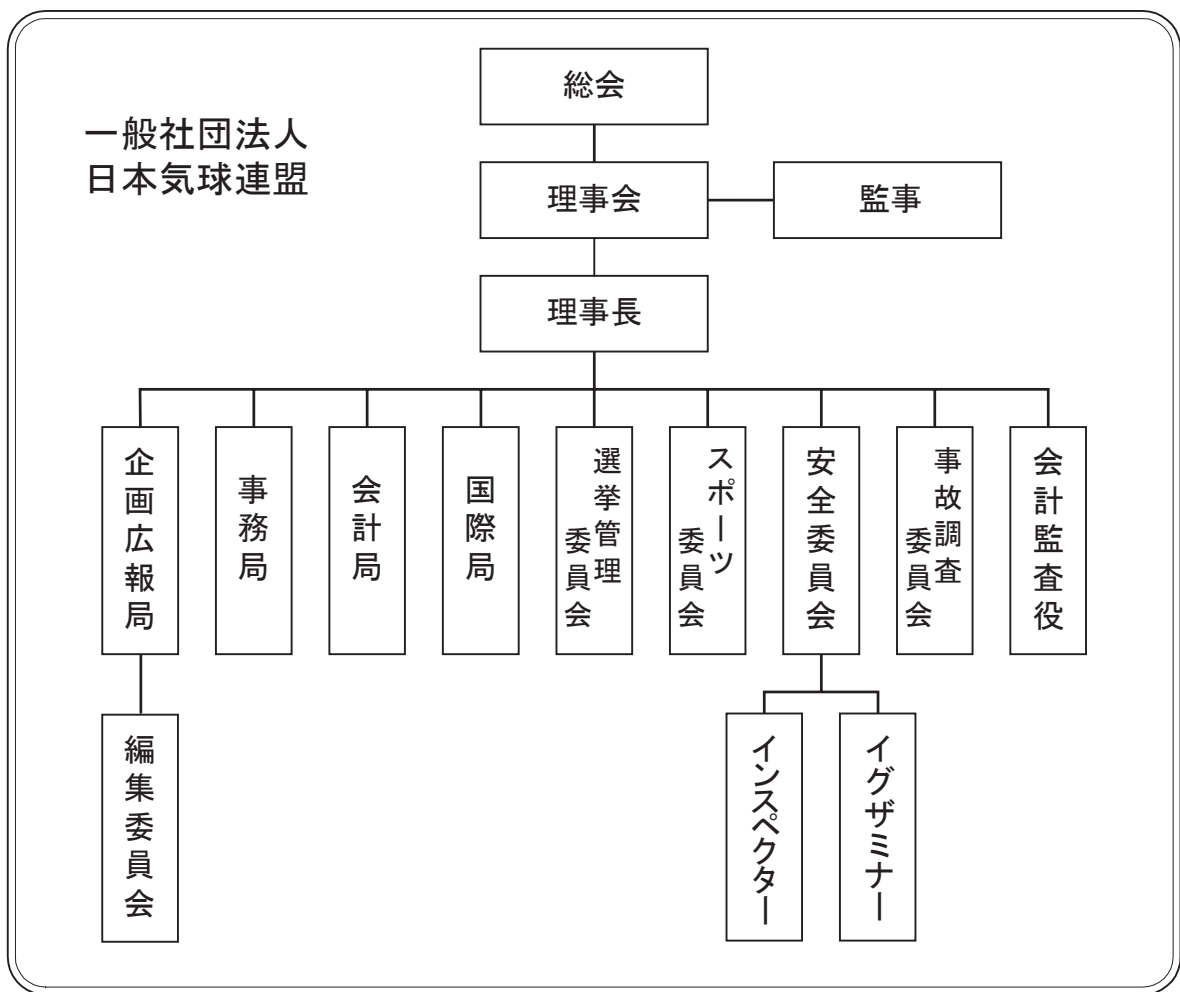 一般社団法人
日本気球連盟
総会
理事会
監事
理事長
企画広報局
事務局
会計局
国際局
選挙管理
委員会
スポーツ
委員会
安全委員会
事故調査
委員会
会計監査役
編集委員会
インスペクター
イグザミナー